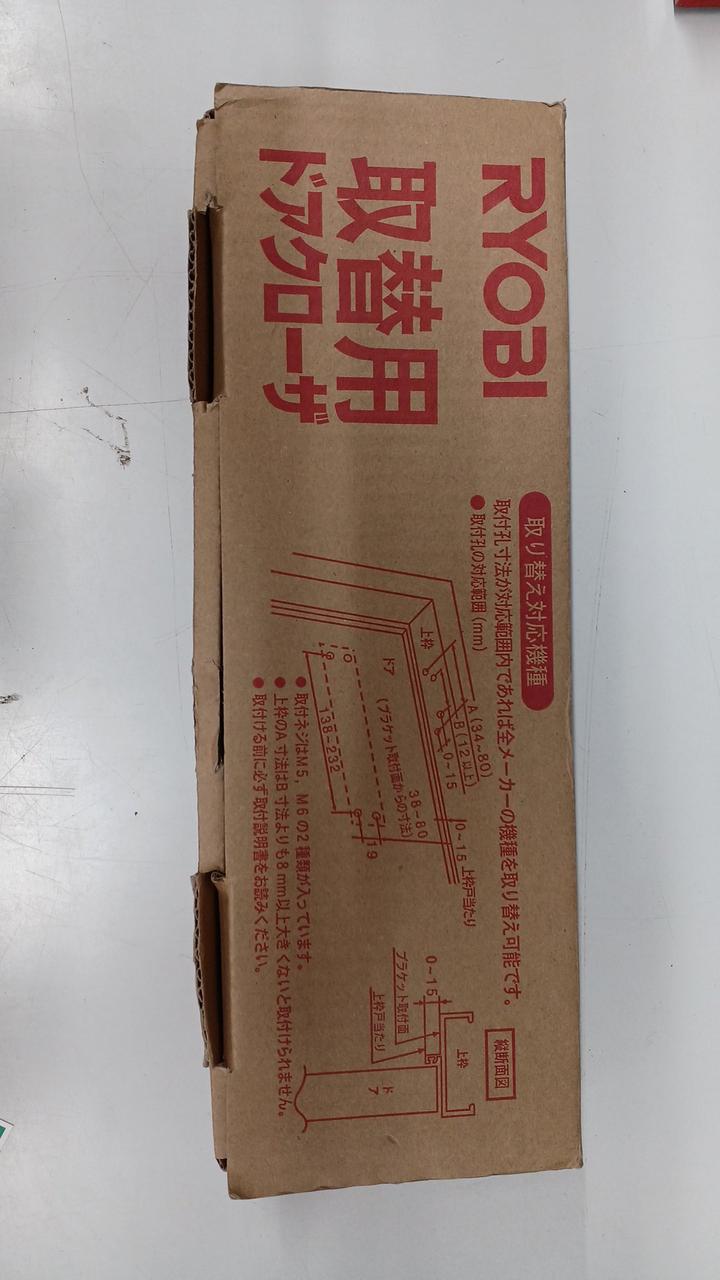 RYOBI
取替用
ドアクローザ
取り替え対応機種
取付孔寸法が対応範囲内であれば全メーカーの機種を取り替え可能です。
●取付孔の対応範囲(mm)
上枠
A(34~80)
B(12以上)
0~15
0~15 上枠戸当たり
ドア
38-80
(ブラケット取付面からの寸法)
138-232
19
●取付ネジはM5,M6の2種類が入っています。
●上枠のA寸法はB寸法よりも8mm以上大きくないと取付けられません。
●取付ける前に必ず取付説明書をお読みください。
縦断面図
上枠
0~15
ブラケット取付面
上枠戸当たり
ドア